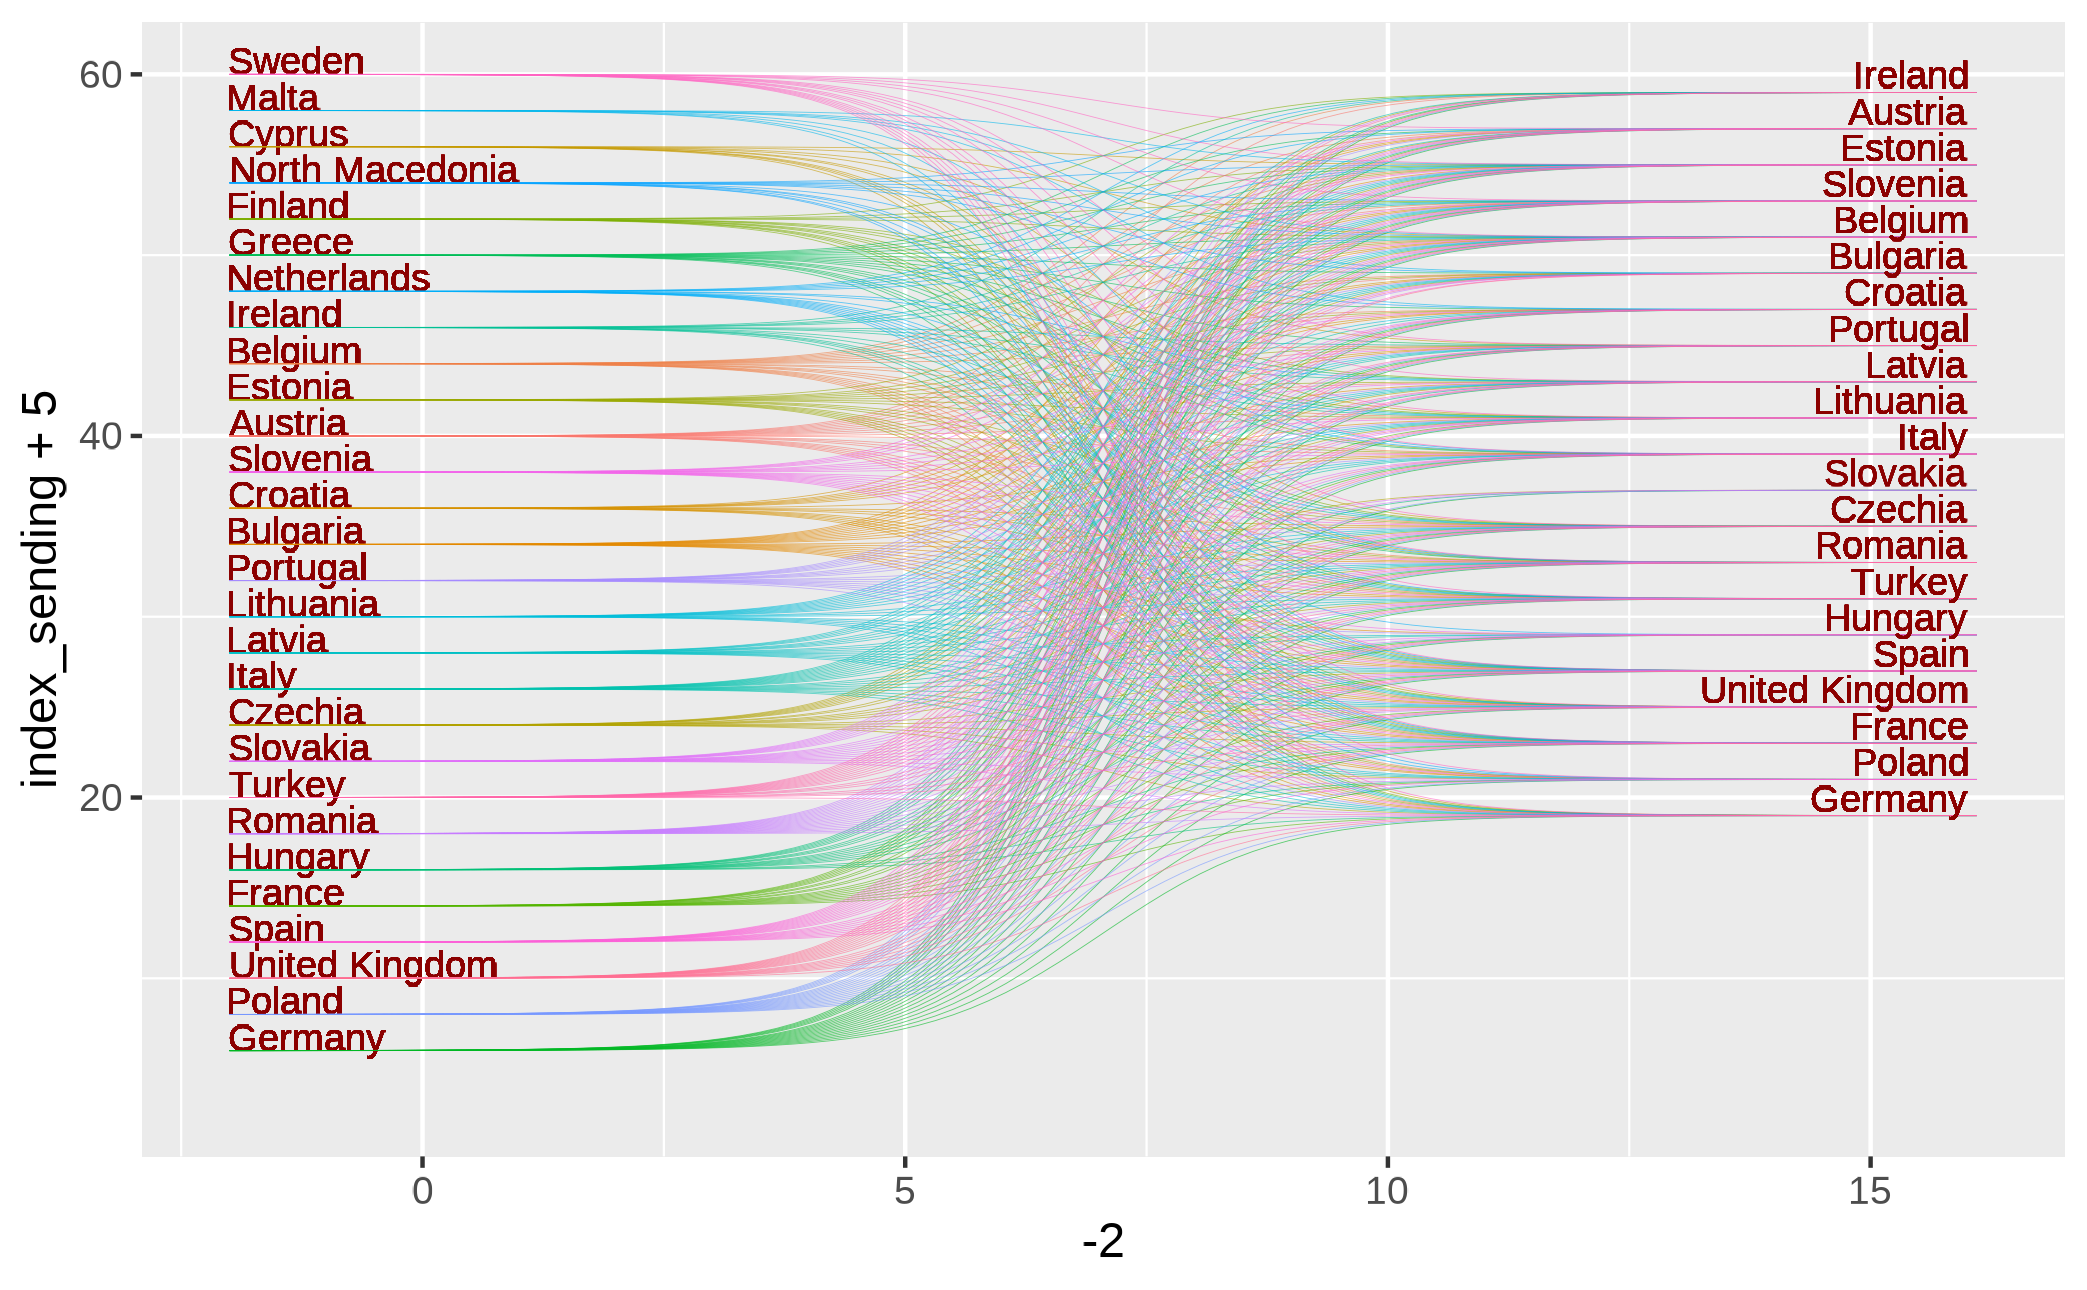 Sweden
Malta
Cyprus
North Macedonia
Finland
Greece
Netherlands
Ireland
Belgium
Estonia
Austria
Slovenia
Croatia
Bulgaria
Portugal
Lithuania
Latvia
Italy
Czechia
Slovakia
Turkey
Romania
Hungary
France
Spain
United Kingdom
Poland
Germany
Ireland
Austria
Estonia
Slovenia
Belgium
Bulgaria
Croatia
Portugal
Latvia
Lithuania
Italy
Slovakia
Czechia
Romania
Turkey
Hungary
Spain
United Kingdom
France
Poland
Germany
60
40
20
index_sending + 5
0 5 10 15
-2